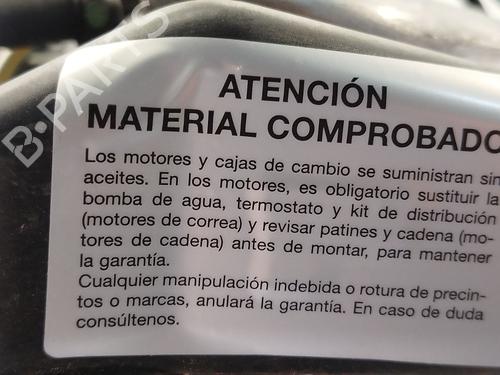 B-PARTS
ATENCIÓN
MATERIAL COMPROBADO
Los motores y cajas de cambio se suministran sin
aceites. En los motores, es obligatorio sustituir la
bomba de agua, termostato y kit de distribución
(motores de correa) y revisar patines y cadena (mo-
tores de cadena) antes de montar, para mantener
la garantía.
Cualquier manipulación indebida o rotura de precin-
tos o marcas, anulará la garantía. En caso de duda
consúltenos.